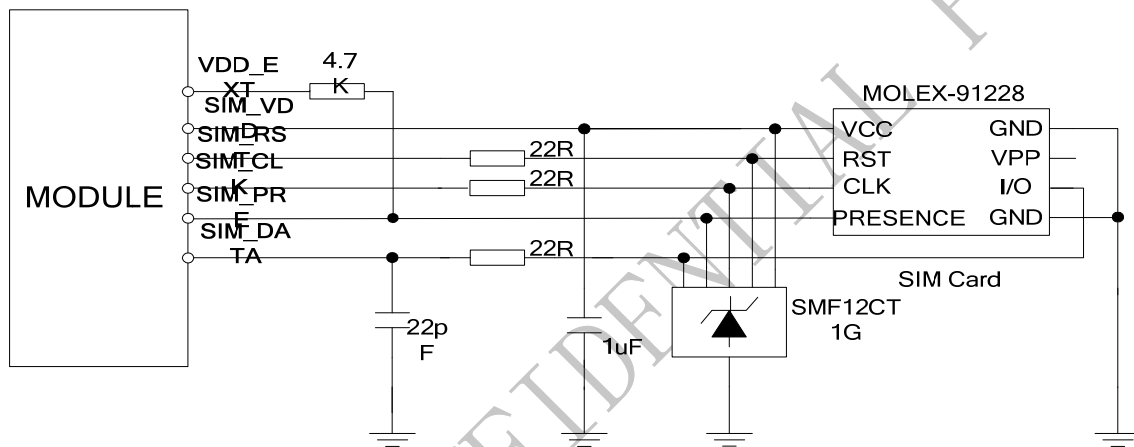 MODULE
VDD_E
XT
SIM_VD
D
SIM_RS
T
SIM_CL
K
SIM_PR
E
SIM_DA
TA
4.7
K
22R
22R
22R
22p
F
1uF
MOLEX-91228
VCC
GND
RST
VPP
CLK
I/O
PRESENCE
GND
SIM Card
SMF12CT
1G